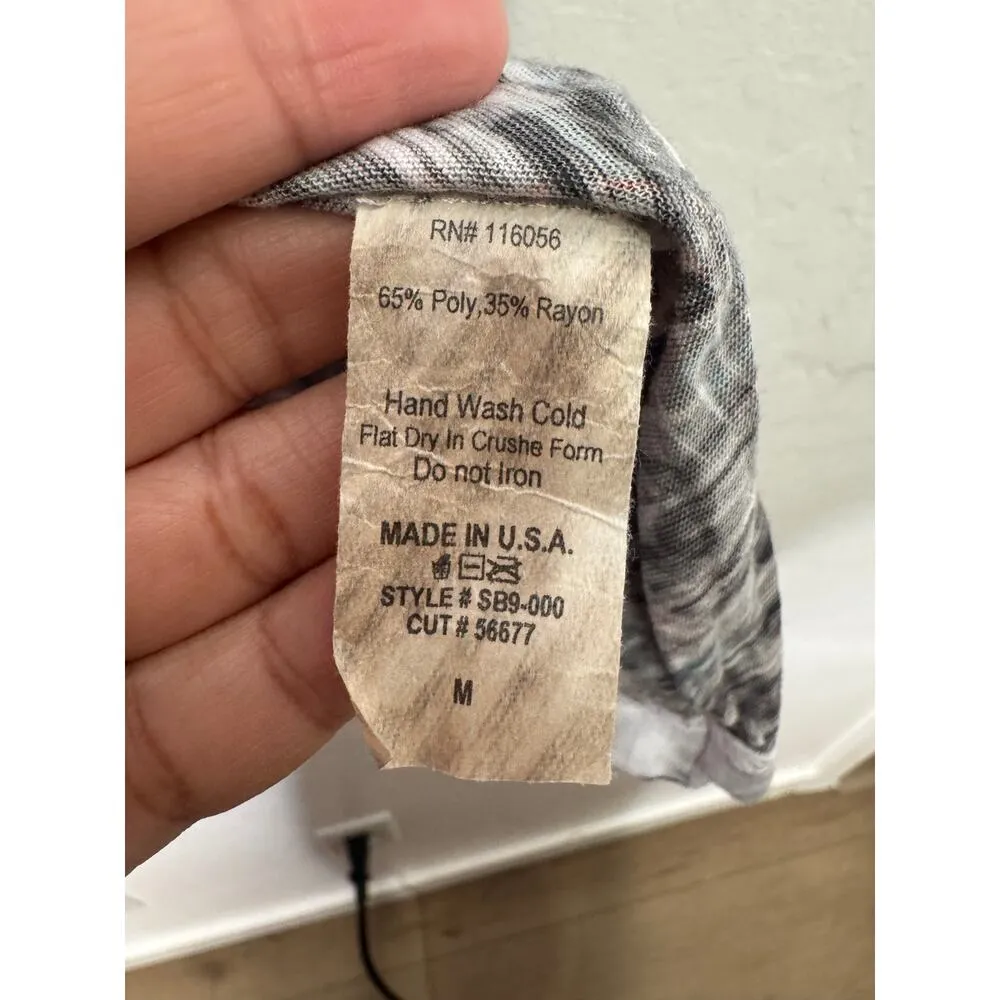 RN# 116056
65% Poly,35% Rayon
Hand Wash Cold
Flat Dry In Crushe Form
Do not Iron
MADE IN U.S.A.
STYLE # SB9-000
CUT # 56677
M